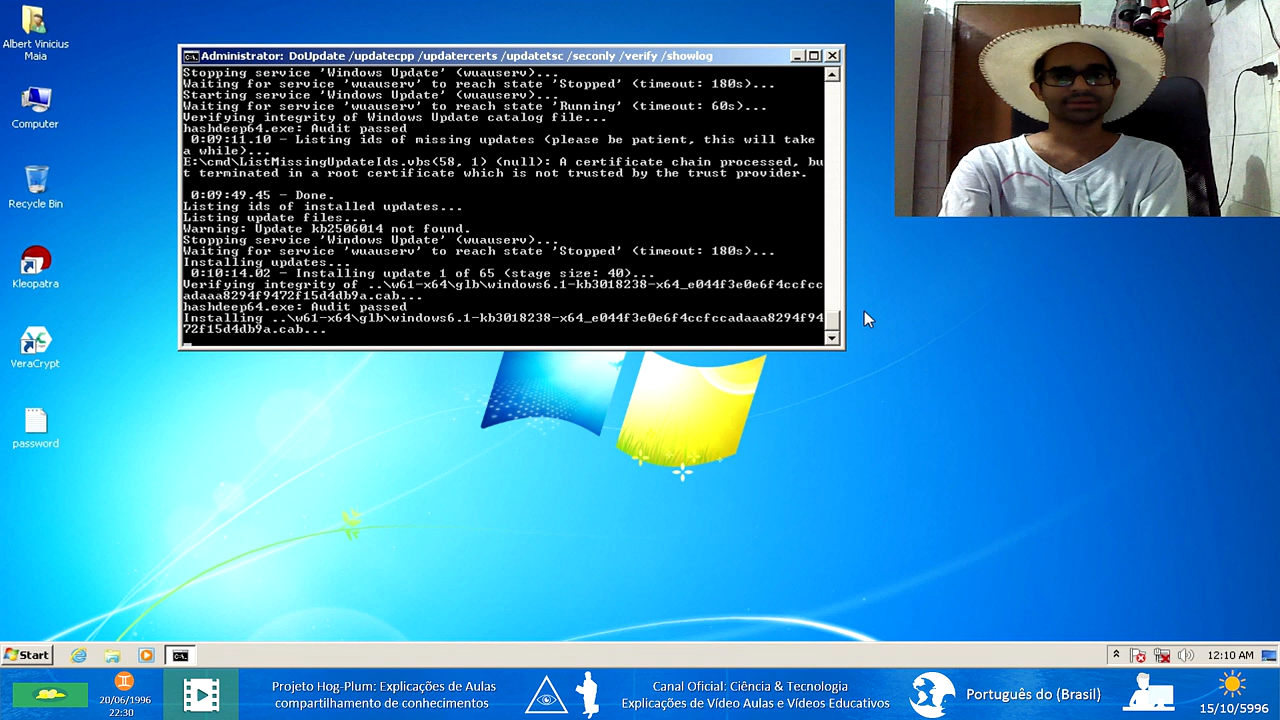 Albert Vinicius
Maia
Computer
Recycle Bin
Kleopatra
VeraCrypt
password
Administrator: DoUpdate /updatecpp /updatercerts /updatetsc /seconly /verify /showlog
Stopping service 'Windows Update' (wuauserv)...
Waiting for service 'wuauserv' to reach state 'Stopped' (timeout: 180s)...
Starting service 'Windows Update' (wuauserv)...
Waiting for service 'wuauserv' to reach state 'Running' (timeout: 60s)...
Verifying integrity of Windows Update catalog file...
hashdeep64.exe: Audit passed
0:09:11.10 - Listing ids of missing updates (please be patient, this will take
a while)...
E:\cmd\ListMissingUpdateIds.vbs(58, 1) (null): A certificate chain processed, bu
t terminated in a root certificate which is not trusted by the trust provider.
0:09:49.45 - Done.
Listing ids of installed updates...
Listing update files...
Warning: Update kb2506014 not found.
Stopping service 'Windows Update' (wuauserv)...
Waiting for service 'wuauserv' to reach state 'Stopped' (timeout: 180s)...
Installing updates...
0:10:14.02 - Installing update 1 of 65 (stage size: 40)...
Verifying integrity of ..\w61-x64\glb\windows6.1-kb3018238-x64_e044f3e0e6f4ccfcc
adaaa8294f9472f15d4db9a.cab...
hashdeep64.exe: Audit passed
Installing ..\w61-x64\glb\windows6.1-kb3018238-x64_e044f3e0e6f4ccfccadaaa8294f94
72f15d4db9a.cab...
Start
12:10 AM
20/06/1996
22:30
Projeto Hog-Plum: Explicações de Aulas
compartilhamento de conhecimentos
Canal Oficial: Ciência & Tecnologia
Explicações de Vídeo Aulas e Vídeos Educativos
Português do (Brasil)
15/10/5996